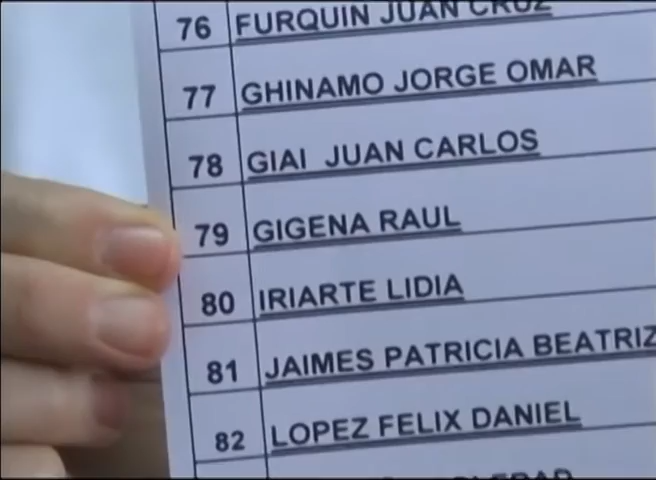 76 FURQUIN JUAN CRUZ
77 GHINAMO JORGE OMAR
78 GIAI JUAN CARLOS
79 GIGENA RAUL
80 IRIARTE LIDIA
81 JAIMES PATRICIA BEATRIZ
82 LOPEZ FELIX DANIEL